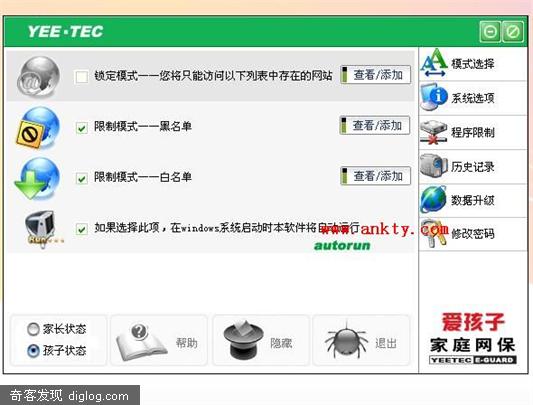 YEE·TEC
锁定模式——您将只能访问以下列表中存在的网站
查看/添加
限制模式——黑名单
查看/添加
限制模式——白名单
查看/添加
如果选择此项，在windows系统启动时本软件将自动运行
www.ankty.com
autorun
Run
模式选择
系统选项
程序限制
历史记录
数据升级
修改密码
家长状态
孩子状态
帮助
隐藏
退出
爱孩子
家庭网保
YEETEC E-GUARD
奇客发现 diglog.com